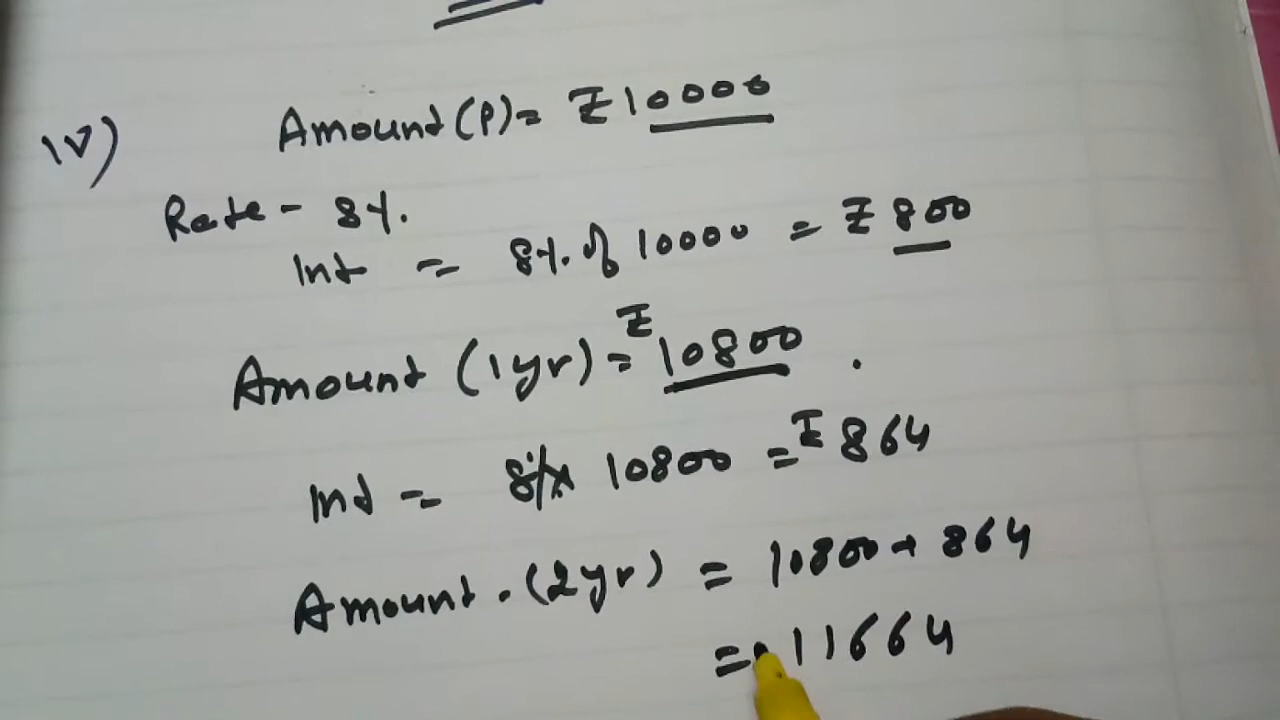 iv) Amount (P) = ₹10000
Rate - 8%.
Int = 8%. of 10000 = ₹800
Amount (1yr) = ₹10800.
Int = 8% x 10800 = ₹864
Amount. (2yr) = 10800 + 864
= 11664